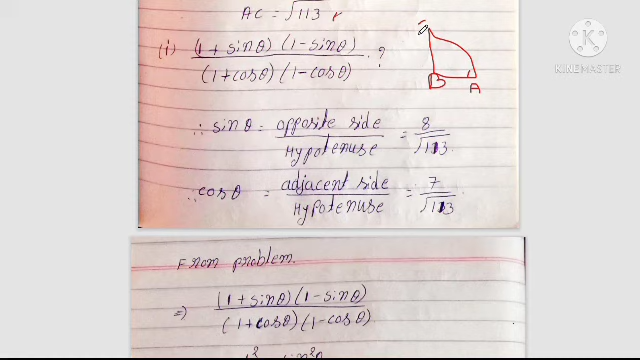 AC = √113
(i) (1 + sinθ) (1 - sinθ) / (1 + cosθ) (1 - cosθ) ?
B A
KINEMASTER
∴ sinθ = opposite side / Hypotenuse = 8 / √113
∴ cosθ = adjacent side / Hypotenuse = 7 / √113
From problem.
⇒ (1 + sinθ) (1 - sinθ) / (1 + cosθ) (1 - cosθ)